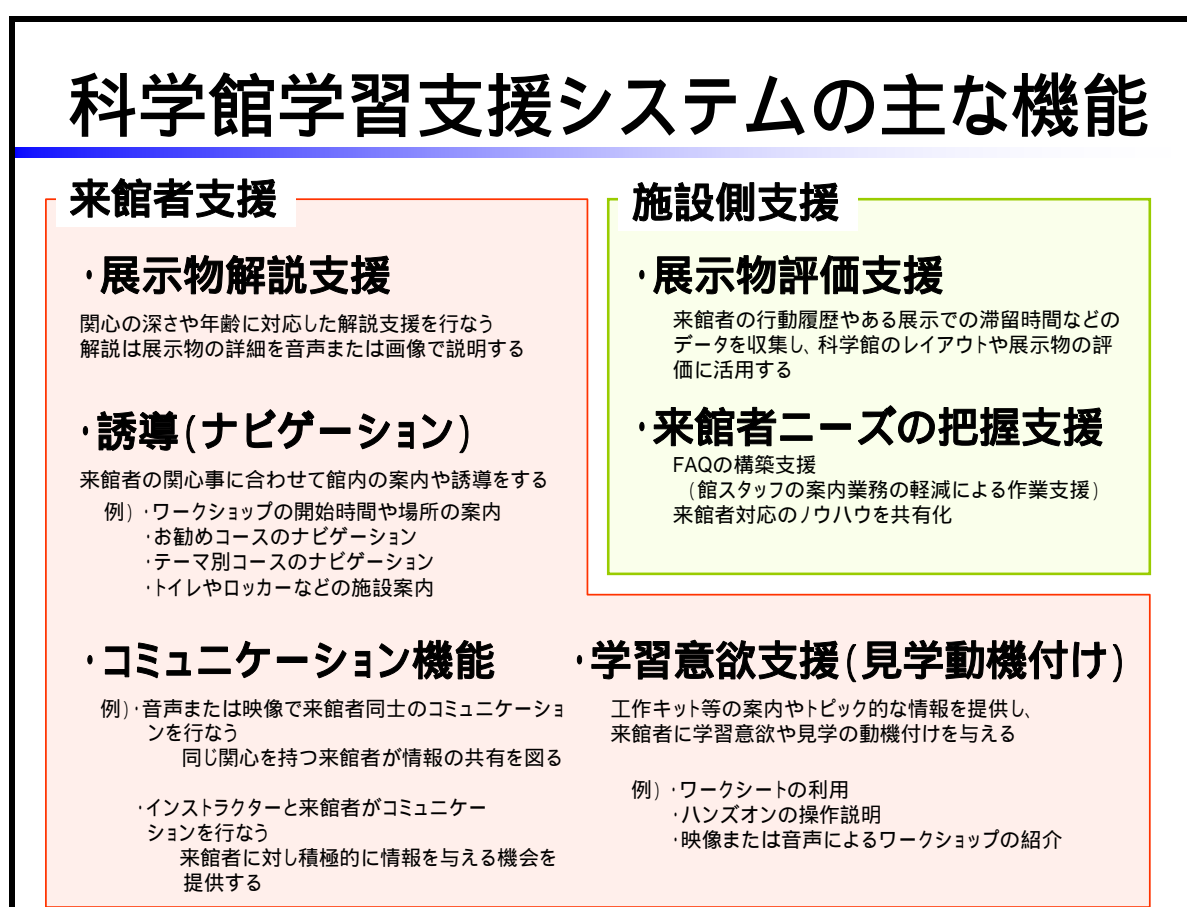 科学館学習支援システムの主な機能
来館者支援
・展示物解説支援
関心の深さや年齢に対応した解説支援を行なう
解説は展示物の詳細を音声または画像で説明する
・誘導(ナビゲーション)
来館者の関心事に合わせて館内の案内や誘導をする
例)・ワークショップの開始時間や場所の案内
・お勧めコースのナビゲーション
・テーマ別コースのナビゲーション
・トイレやロッカーなどの施設案内
施設側支援
・展示物評価支援
来館者の行動履歴やある展示での滞留時間などの
データを収集し、科学館のレイアウトや展示物の評
価に活用する
・来館者ニーズの把握支援
FAQの構築支援
(館スタッフの案内業務の軽減による作業支援)
来館者対応のノウハウを共有化
・コミュニケーション機能
例)・音声または映像で来館者同士のコミュニケーショ
ンを行なう
同じ関心を持つ来館者が情報の共有を図る
・インストラクターと来館者がコミュニケー
ションを行なう
来館者に対し積極的に情報を与える機会を
提供する
・学習意欲支援(見学動機付け)
工作キット等の案内やトピック的な情報を提供し、
来館者に学習意欲や見学の動機付けを与える
例)・ワークシートの利用
・ハンズオンの操作説明
・映像または音声によるワークショップの紹介